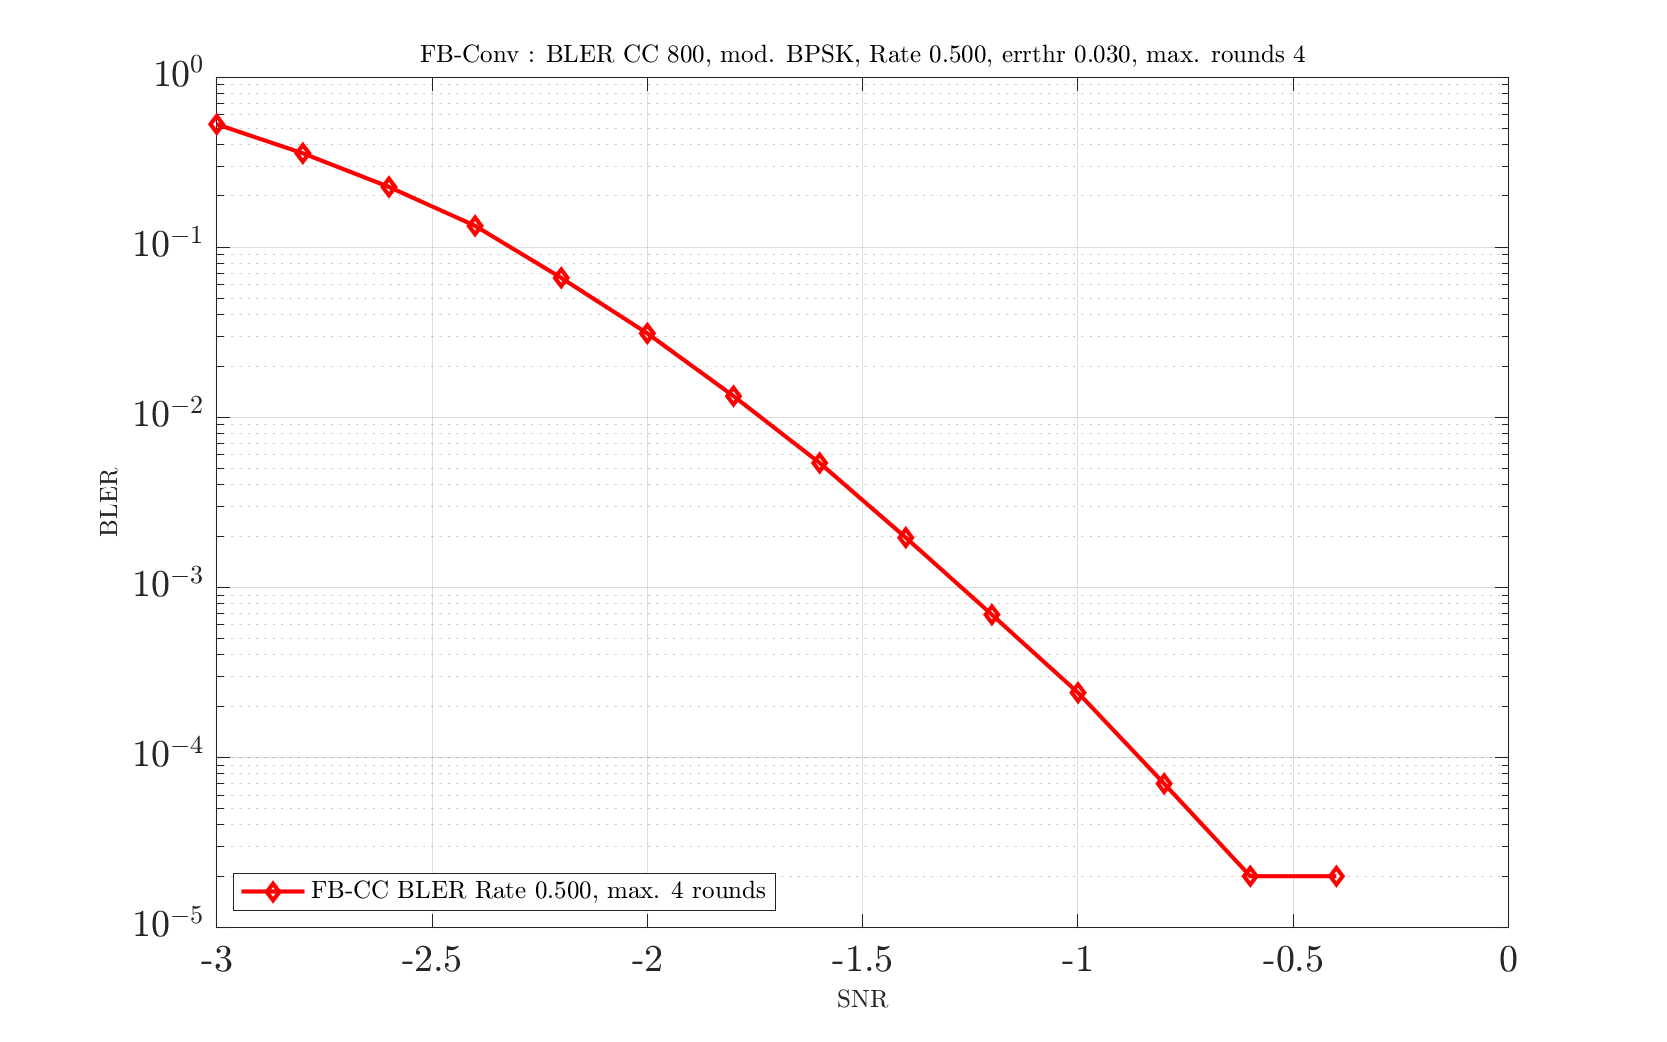 FB-Conv : BLER CC 800, mod. BPSK, Rate 0.500, errthr 0.030, max. rounds 4
10^0
10^{-1}
10^{-2}
10^{-3}
10^{-4}
10^{-5}
BLER
FB-CC BLER Rate 0.500, max. 4 rounds
-3 -2.5 -2 -1.5 -1 -0.5 0
SNR